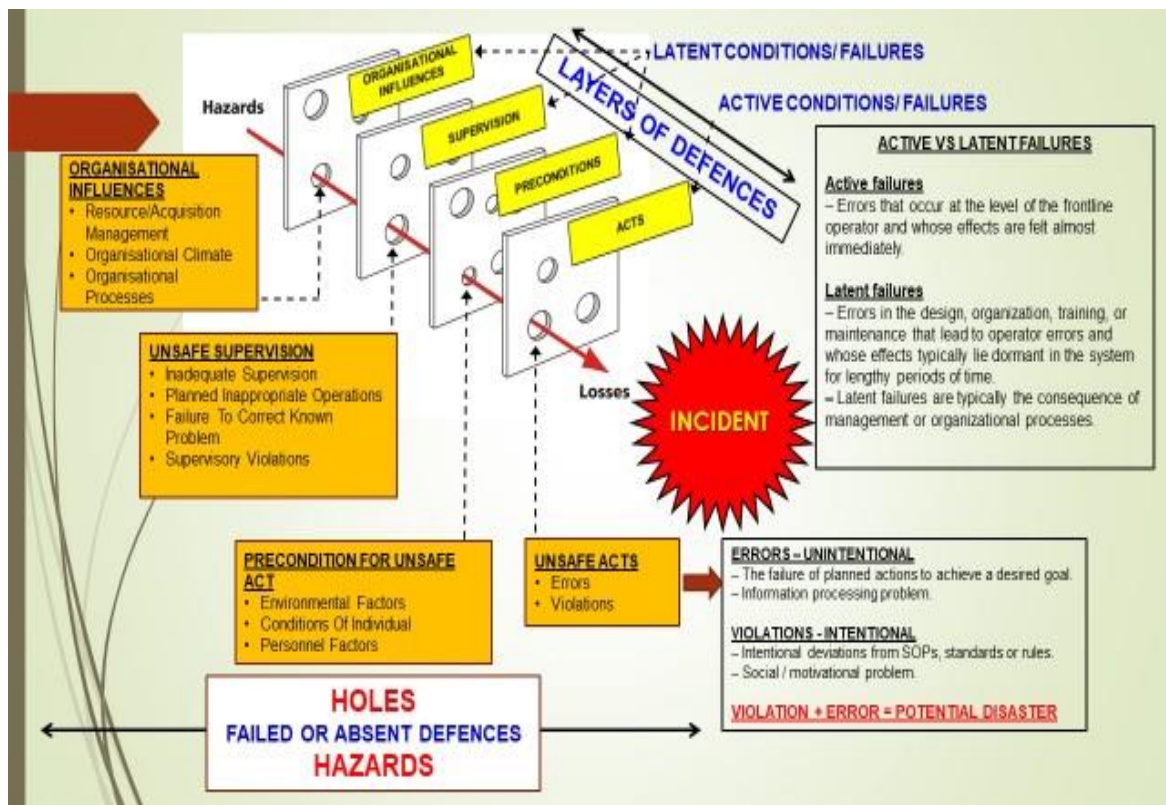 LATENT CONDITIONS/ FAILURES
ACTIVE CONDITIONS/ FAILURES
LAYERS OF DEFENCES
Hazards
ORGANISATIONAL
INFLUENCES
SUPERVISION
PRECONDITIONS
ACTS
Losses
INCIDENT
ORGANISATIONAL
INFLUENCES
• Resource/Acquisition
Management
• Organisational Climate
• Organisational
Processes
UNSAFE SUPERVISION
• Inadequate Supervision
• Planned Inappropriate Operations
• Failure To Correct Known
Problem
• Supervisory Violations
PRECONDITION FOR UNSAFE
ACT
• Environmental Factors
• Conditions Of Individual
• Personnel Factors
UNSAFE ACTS
• Errors
• Violations
ACTIVE VS LATENT FAILURES
Active failures
– Errors that occur at the level of the frontline
operator and whose effects are felt almost
immediately.
Latent failures
– Errors in the design, organization, training, or
maintenance that lead to operator errors and
whose effects typically lie dormant in the system
for lengthy periods of time.
– Latent failures are typically the consequence of
management or organizational processes.
ERRORS – UNINTENTIONAL
– The failure of planned actions to achieve a desired goal.
– Information processing problem.
VIOLATIONS - INTENTIONAL
– Intentional deviations from SOPs, standards or rules.
– Social / motivational problem.
VIOLATION + ERROR = POTENTIAL DISASTER
HOLES
FAILED OR ABSENT DEFENCES
HAZARDS